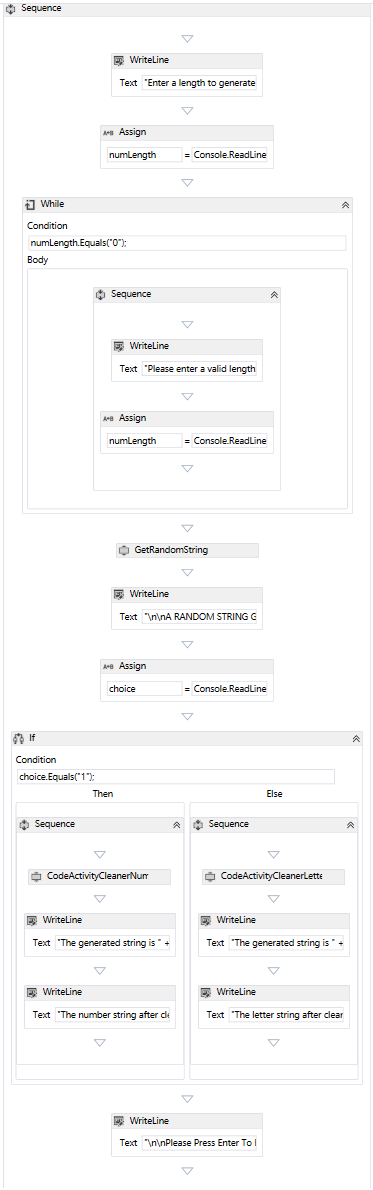 Sequence
WriteLine
Text "Enter a length to generate
A+B Assign
numLength = Console.ReadLine
While
Condition
numLength.Equals("0");
Body
Sequence
WriteLine
Text "Please enter a valid length
A+B Assign
numLength = Console.ReadLine
GetRandomString
WriteLine
Text "\n\nA RANDOM STRING G
A+B Assign
choice = Console.ReadLine
If
Condition
choice.Equals("1");
Then Else
Sequence Sequence
CodeActivityCleanerNum CodeActivityCleanerLette
WriteLine WriteLine
Text "The generated string is " + Text "The generated string is " +
WriteLine WriteLine
Text "The number string after cl Text "The letter string after clear
WriteLine
Text "\n\nPlease Press Enter To